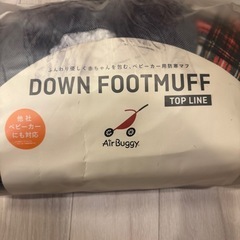 ふんわり優しく赤ちゃんを包む、ベビーカー用防寒マフ
DOWN FOOTMUFF
TOP LINE
他社
ベビーカー
にも対応
AirBuggy